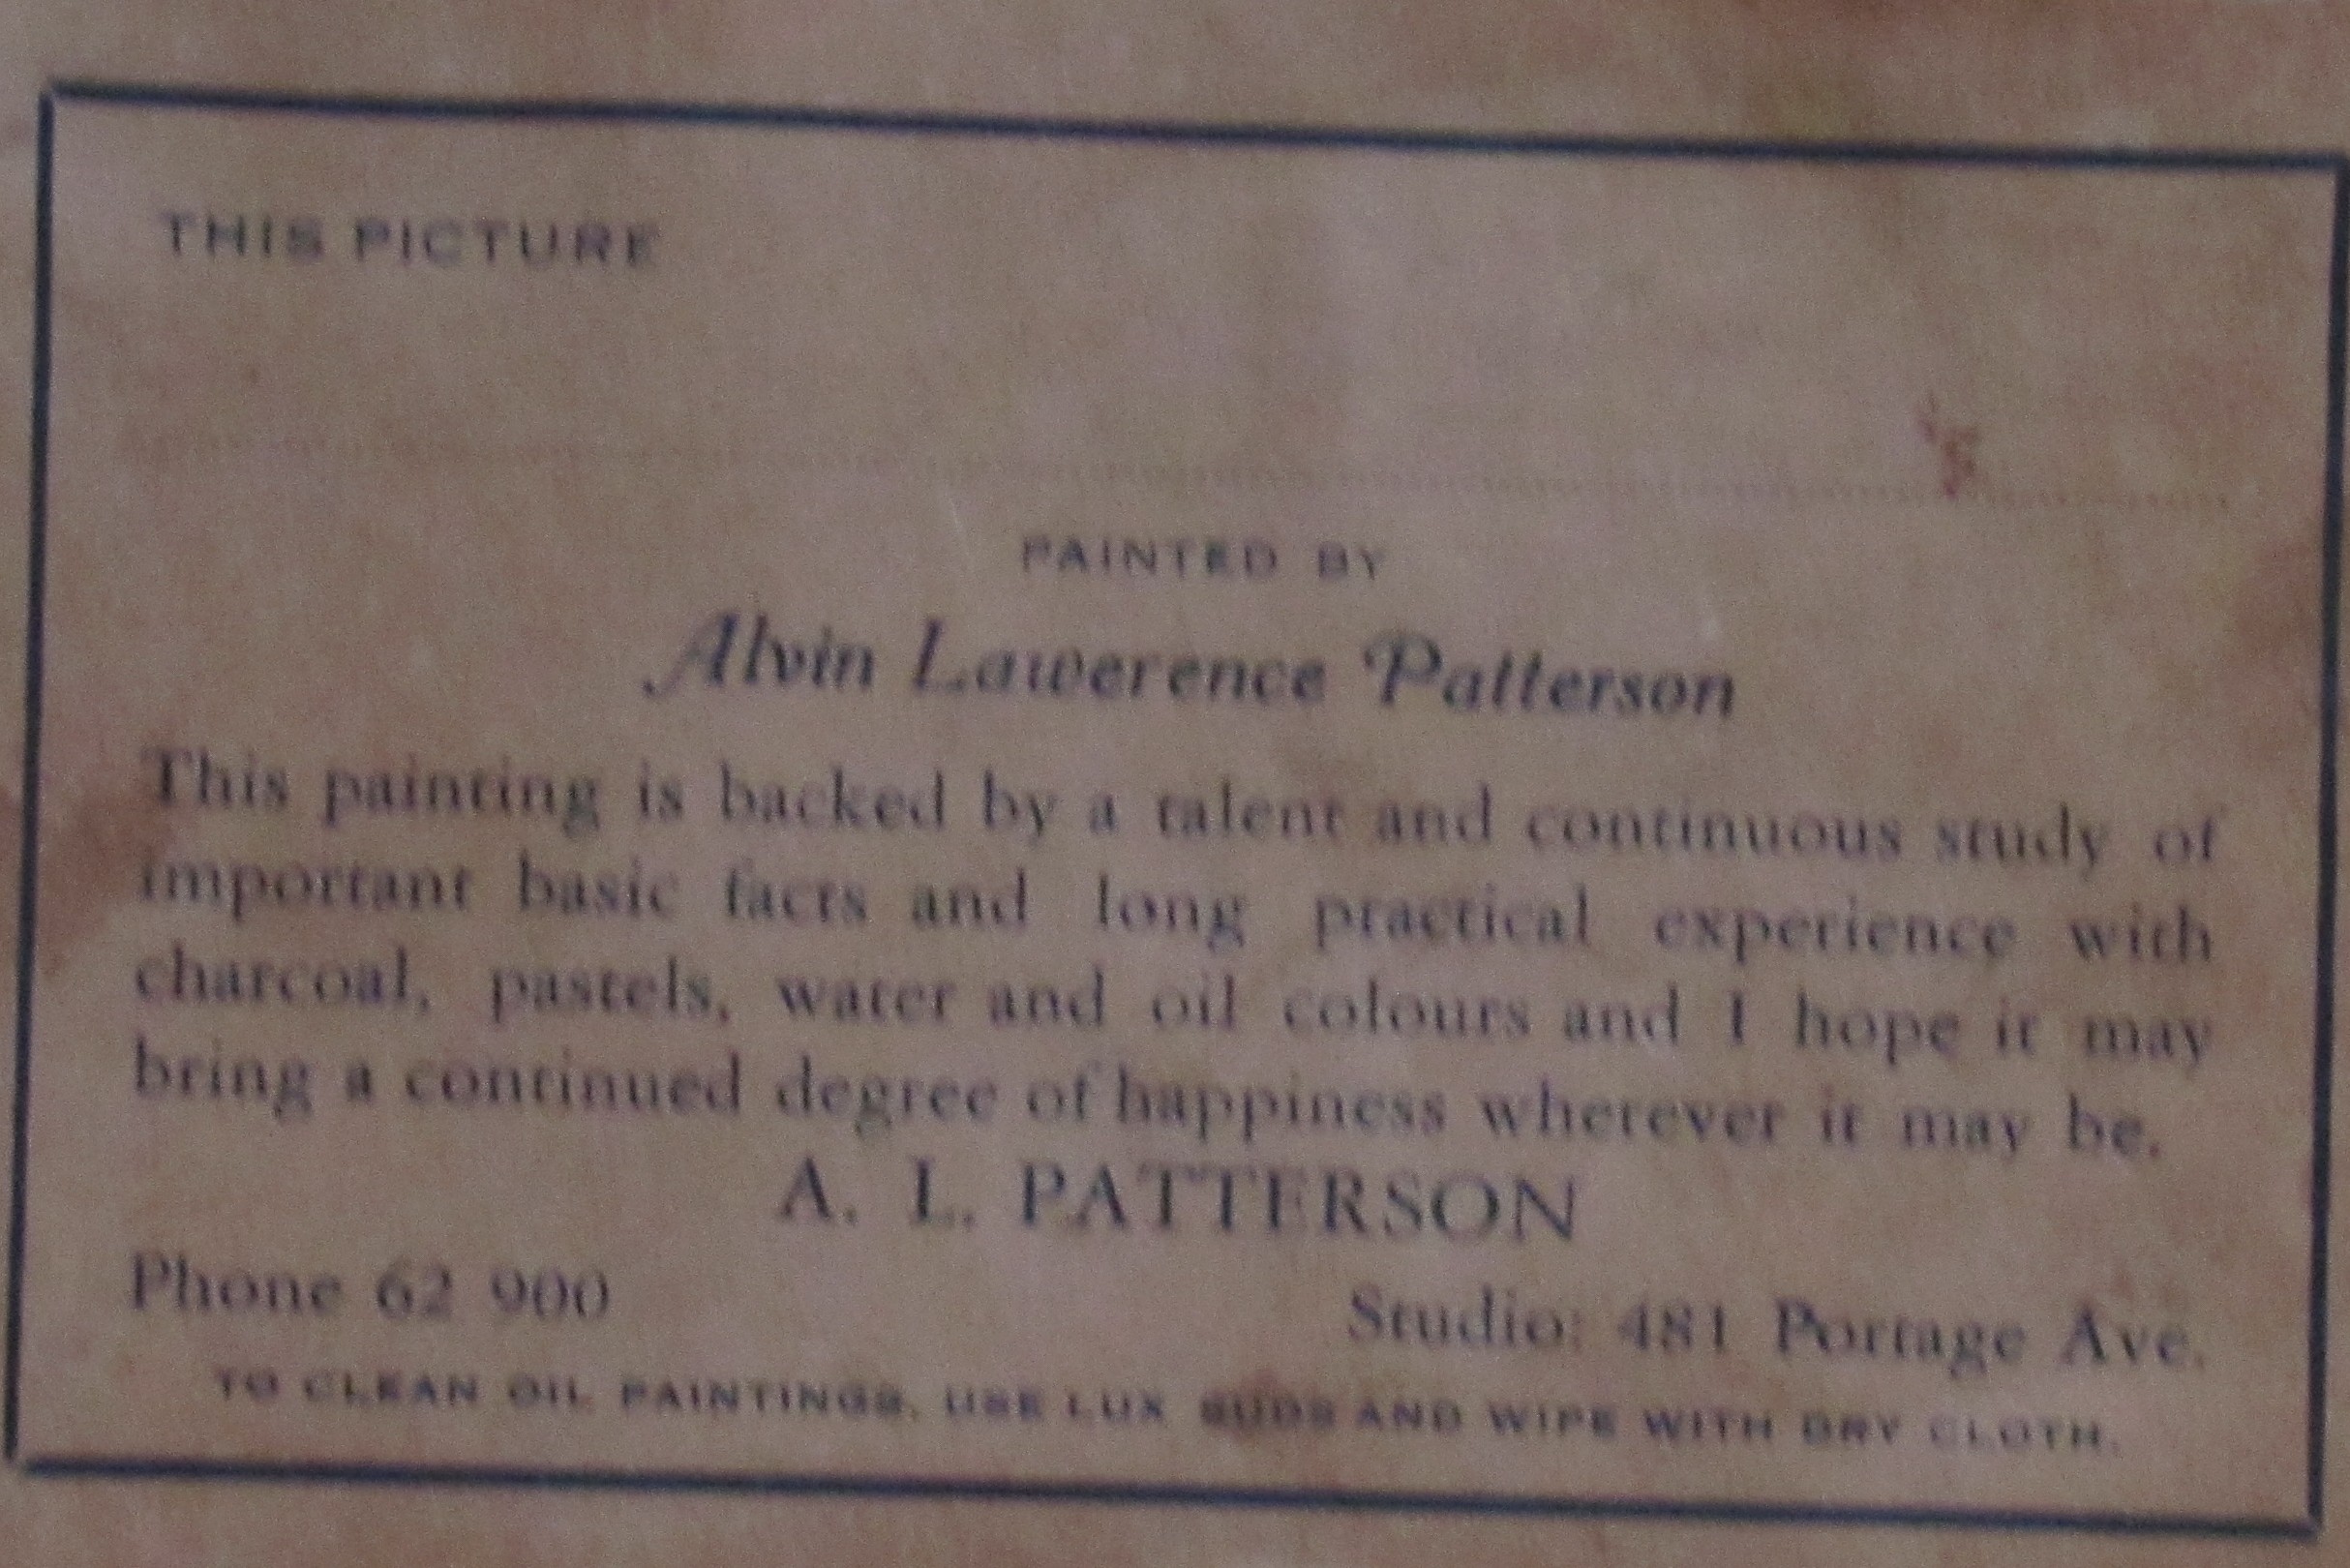 THIS PICTURE
PAINTED BY
Alvin Lawerence Patterson
This painting is backed by a talent and continuous study of
important basic facts and long practical experience with
charcoal, pastels, water and oil colours and I hope it may
bring a continued degree of happiness wherever it may be.
A. L. PATTERSON
Phone 62 900
Studio: 481 Portage Ave.
TO CLEAN OIL PAINTINGS, USE LUX SUDS AND WIPE WITH DRY CLOTH.